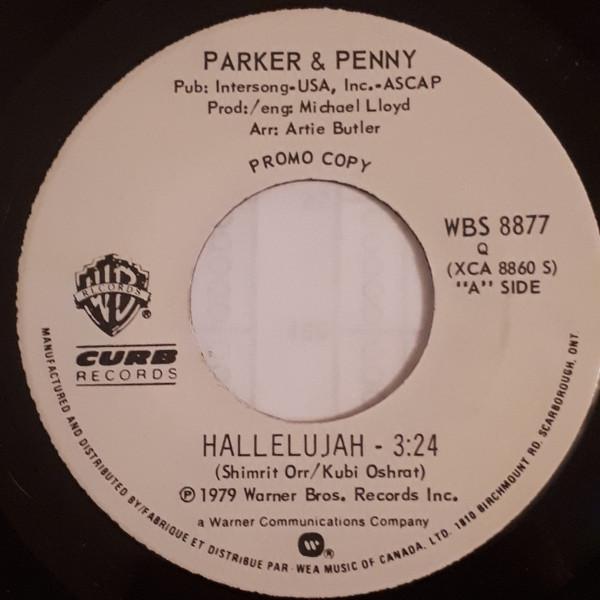 PARKER & PENNY
Pub: Intersong-USA, Inc.-ASCAP
Prod:/eng: Michael Lloyd
Arr: Artie Butler
PROMO COPY
WBS 8877
Q
(XCA 8860 S)
"A" SIDE
WB
RECORDS
®
CURB
RECORDS
HALLELUJAH - 3:24
(Shimrit Orr/Kubi Oshrat)
℗ 1979 Warner Bros. Records Inc.
a Warner Communications Company
W ®
MANUFACTURED AND DISTRIBUTED BY/FABRIQUE ET DISTRIBUE PAR - WEA MUSIC OF CANADA, LTD. 1810 BIRCHMOUNT RD. SCARBOROUGH, ONT.